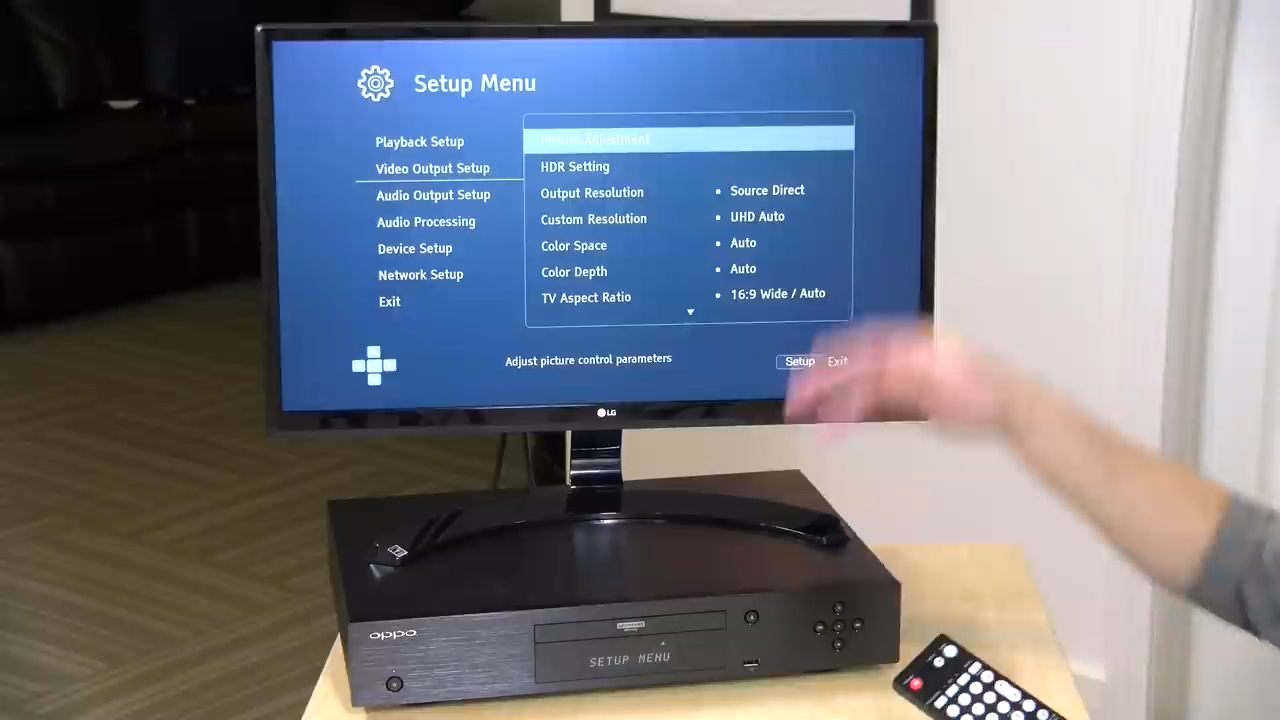 Setup Menu
Playback Setup
Video Output Setup
Audio Output Setup
Audio Processing
Device Setup
Network Setup
Exit
Picture Adjustment
HDR Setting
Output Resolution • Source Direct
Custom Resolution • UHD Auto
Color Space • Auto
Color Depth • Auto
TV Aspect Ratio • 16:9 Wide / Auto
Adjust picture control parameters
Setup Exit
LG
oppo
SETUP MENU